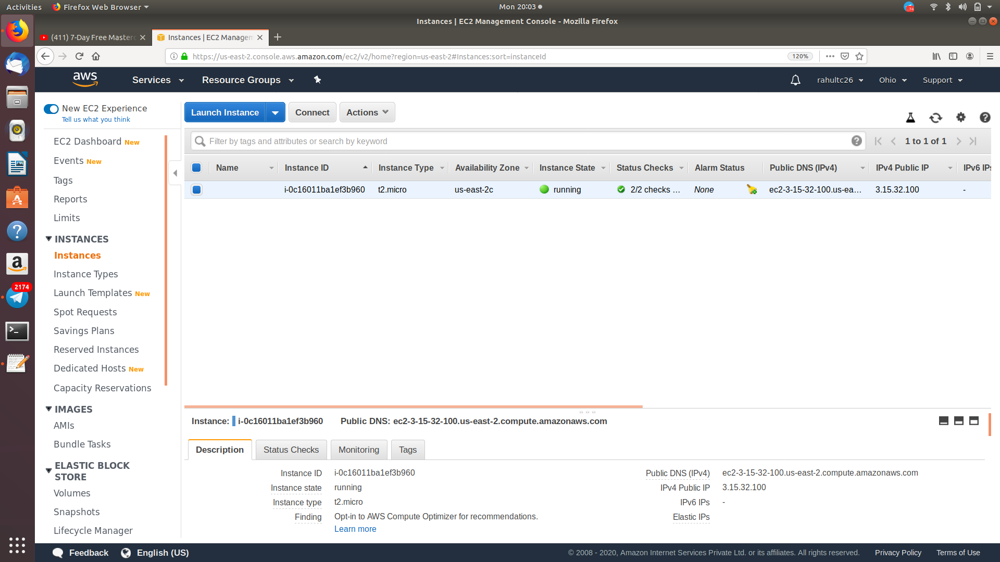 Activities Firefox Web Browser Mon 20:03
74
Instances | EC2 Management Console - Mozilla Firefox
(411) 7-Day Free Masterc Instances | EC2 Managem
https://us-east-2.console.aws.amazon.com/ec2/v2/home?region=us-east-2#Instances:sort=instanceId 120%
aws Services Resource Groups rahultc26 Ohio Support
New EC2 Experience
Tell us what you think
Launch Instance Connect Actions
EC2 Dashboard New
Events New
Tags
Reports
Limits
INSTANCES
Instances
Instance Types
Launch Templates New
Spot Requests
Savings Plans
Reserved Instances
Dedicated Hosts New
Capacity Reservations
IMAGES
AMIs
Bundle Tasks
ELASTIC BLOCK
STORE
Volumes
Snapshots
Lifecycle Manager
2174
Filter by tags and attributes or search by keyword 1 to 1 of 1
Name Instance ID Instance Type Availability Zone Instance State Status Checks Alarm Status Public DNS (IPv4) IPv4 Public IP IPv6 IPs
i-0c16011ba1ef3b960 t2.micro us-east-2c running 2/2 checks ... None ec2-3-15-32-100.us-ea... 3.15.32.100 -
Instance: i-0c16011ba1ef3b960 Public DNS: ec2-3-15-32-100.us-east-2.compute.amazonaws.com
Description Status Checks Monitoring Tags
Instance ID i-0c16011ba1ef3b960 Public DNS (IPv4) ec2-3-15-32-100.us-east-2.compute.amazonaws.com
Instance state running IPv4 Public IP 3.15.32.100
Instance type t2.micro IPv6 IPs -
Finding Opt-in to AWS Compute Optimizer for recommendations. Elastic IPs
Learn more
Feedback English (US) © 2008 - 2020, Amazon Internet Services Private Ltd. or its affiliates. All rights reserved. Privacy Policy Terms of Use